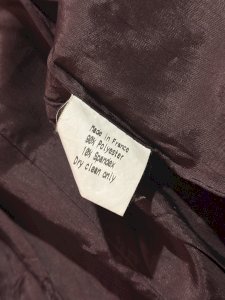 Made in France
90% Polyester
10% Spandex
Dry clean only